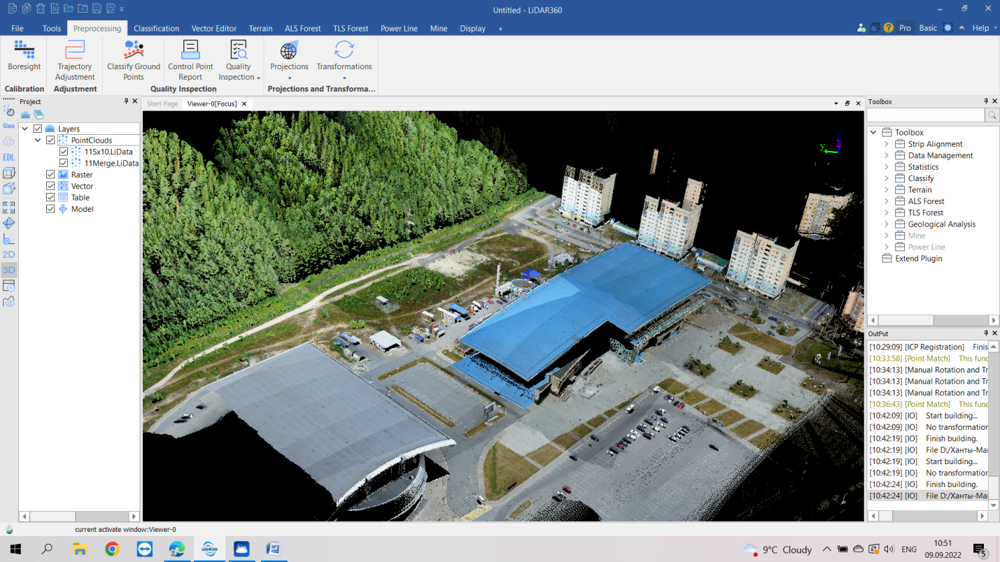 Untitled - LiDAR360
File Tools Preprocessing Classification Vector Editor Terrain ALS Forest TLS Forest Power Line Mine Display + Pro Basic Help
Boresight Trajectory Adjustment Classify Ground Points Control Point Report Quality Inspection Projections Transformations
Calibration Adjustment Quality Inspection Projections and Transforma...
Project
Start Page Viewer-0[Focus]
Toolbox
Glass
EDL
2D
3D
Layers
PointClouds
11Sx10.LiData
11Merge.LiData
Raster
Vector
Table
Model
Z
y
Toolbox
Strip Alignment
Data Management
Statistics
Classify
Terrain
ALS Forest
TLS Forest
Geological Analysis
Mine
Power Line
Extend Plugin
OutPut
[10:29:09] [ICP Registration] Finis
[10:33:58] [Point Match] This func
[10:34:13] [Manual Rotation and Tr
[10:34:13] [Manual Rotation and Tr
[10:34:13] [Manual Rotation and Tr
[10:36:43] [Point Match] This func
[10:42:09] [IO] Start building...
[10:42:09] [IO] No transformation
[10:42:19] [IO] Finish building.
[10:42:19] [IO] File D:/Ханты-Ман
[10:42:19] [IO] Start building...
[10:42:19] [IO] No transformation
[10:42:24] [IO] Finish building.
[10:42:24] [IO] File D:/Ханты-Ман
current activate window:Viewer-0
LiDAR360
9°C Cloudy
ENG
10:51
09.09.2022
5